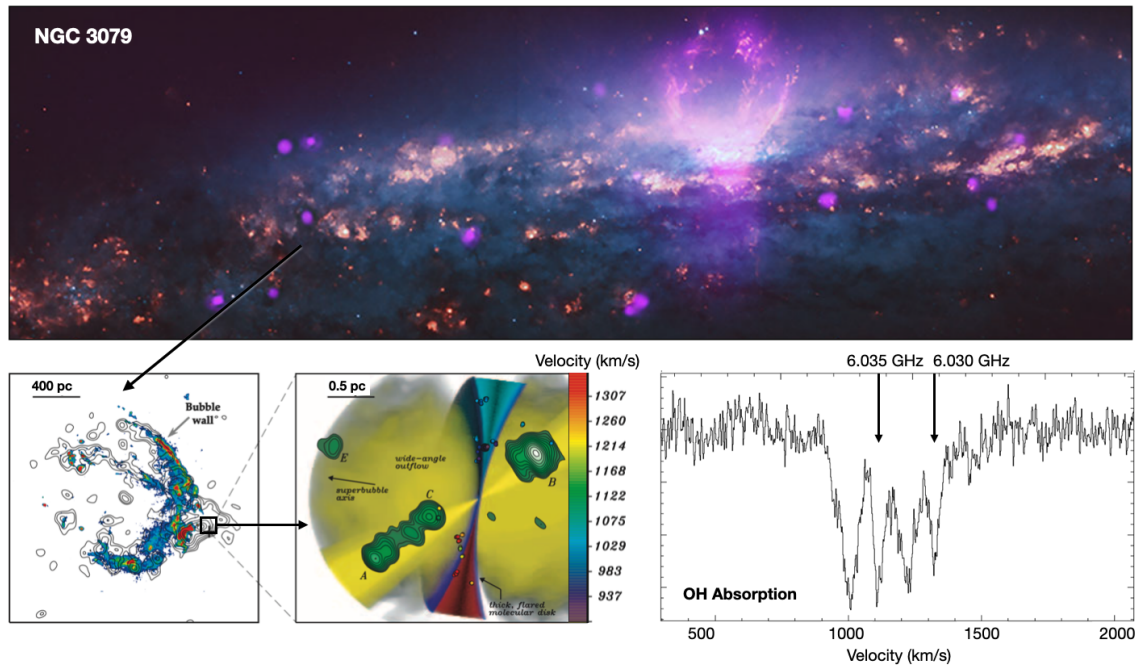 NGC 3079
400 pc
Bubble
wall
0.5 pc
E
wide-angle
outflow
superbubble
axis
C
B
A
thick, flared
molecular disk
Velocity (km/s)
1307
1260
1214
1168
1122
1075
1029
983
937
6.035 GHz
6.030 GHz
OH Absorption
500
1000
1500
2000
Velocity (km/s)